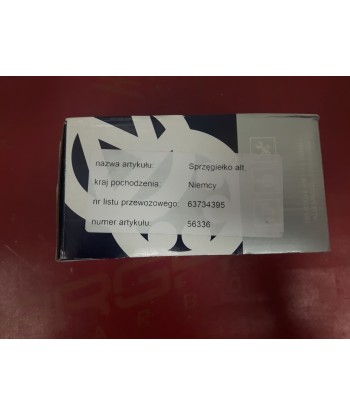 nazwa artykułu: Sprzęgiełko alt.
kraj pochodzenia: Niemcy
nr listu przewozowego: 63734395
numer artykułu: 56336